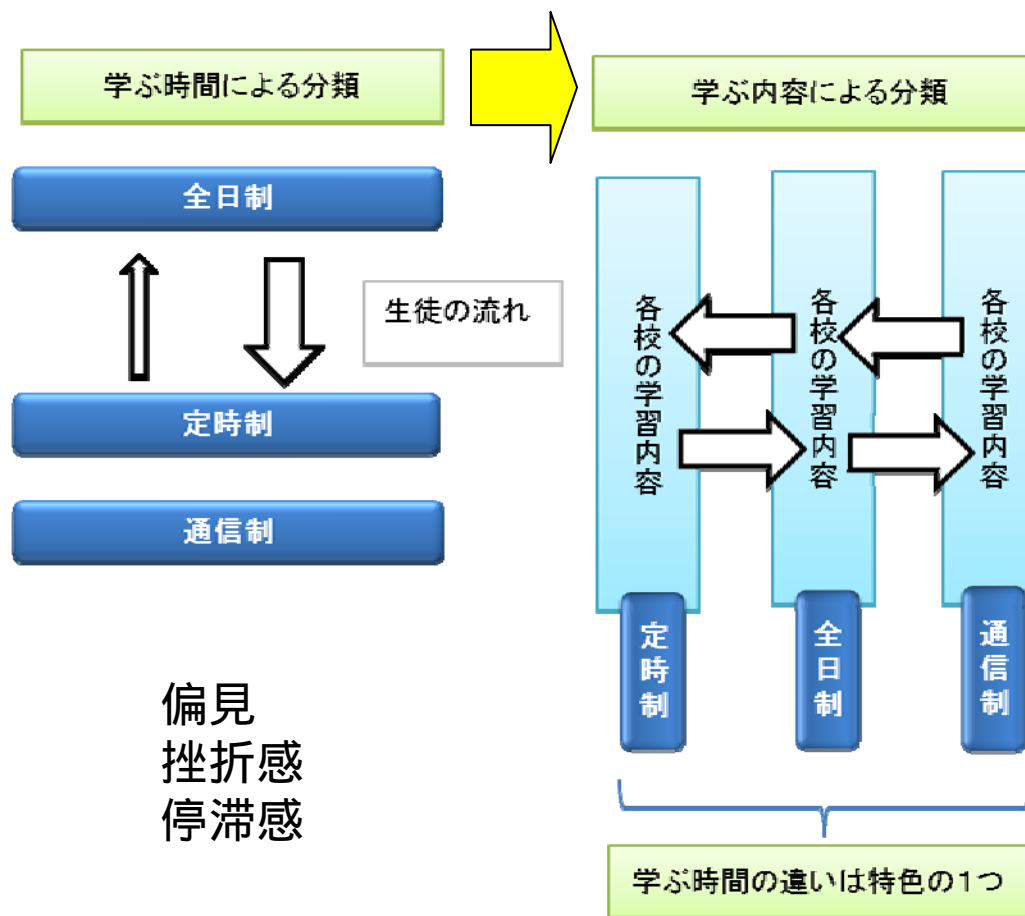 学ぶ時間による分類
全日制
生徒の流れ
定時制
通信制
偏見
挫折感
停滞感
学ぶ内容による分類
各校の学習内容
各校の学習内容
各校の学習内容
定時制
全日制
通信制
学ぶ時間の違いは特色の1つ